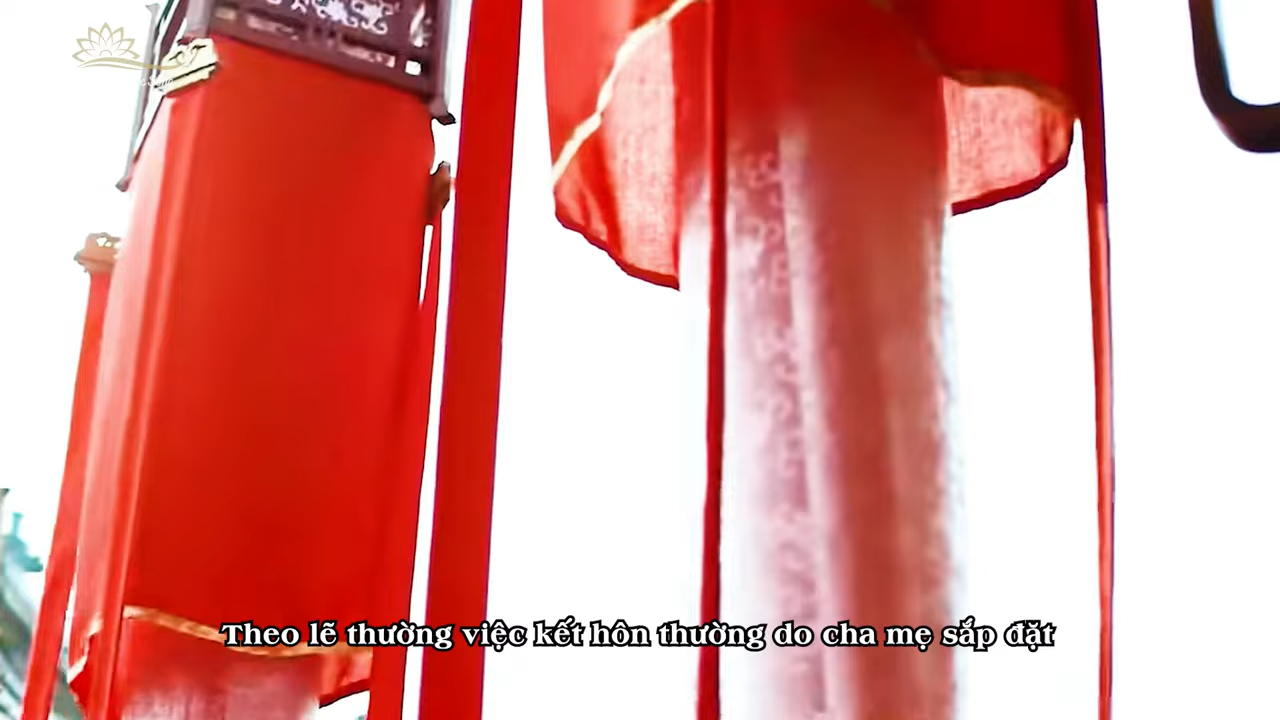 Theo lẽ thường việc kết hôn thường do cha mẹ sắp đặt